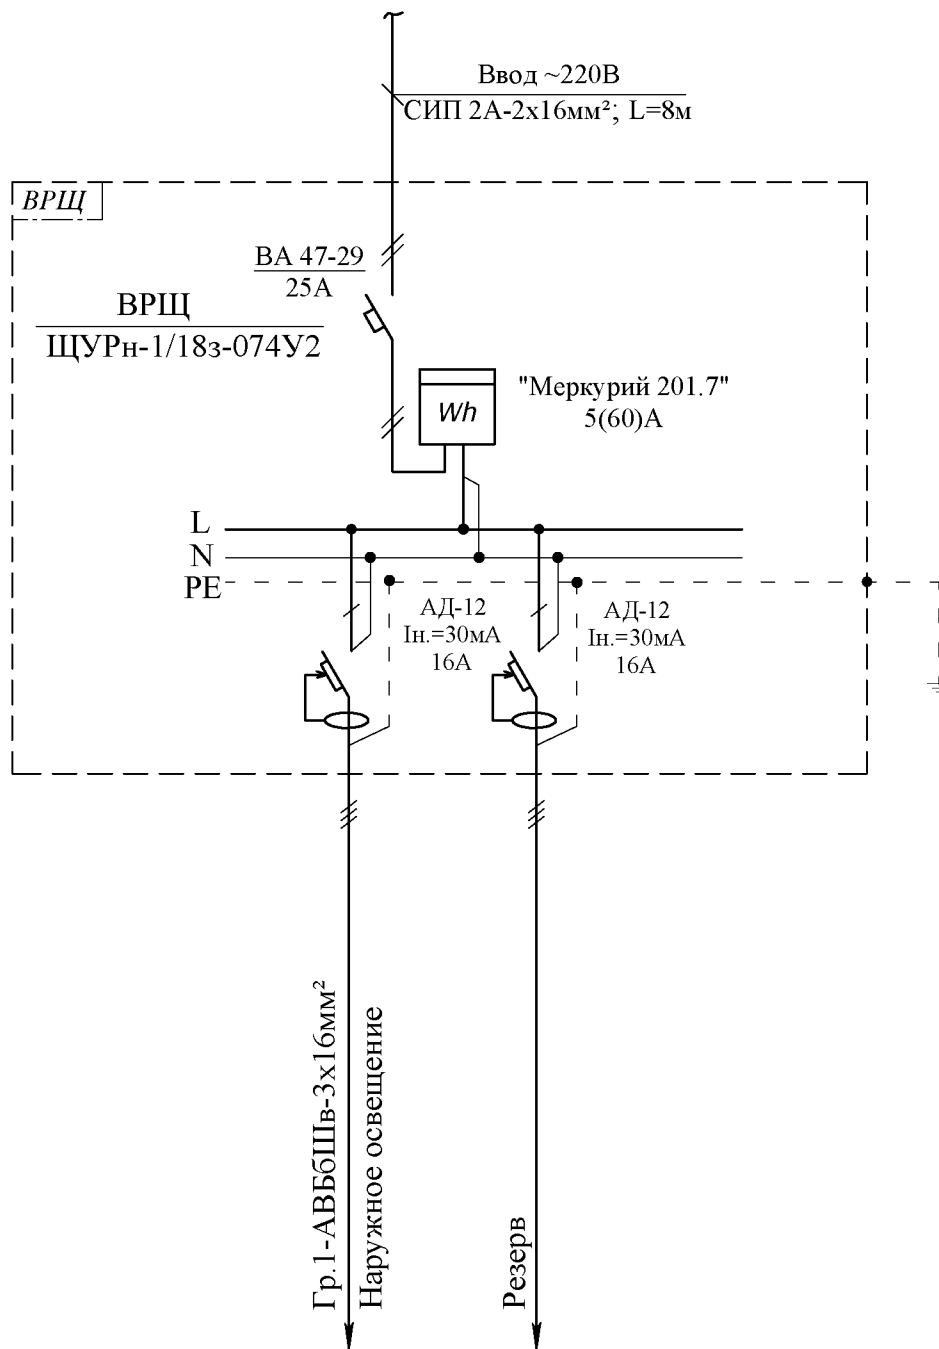 Ввод ~220В
СИП 2А-2х16мм²; L=8м
ВРЩ
ВА 47-29
25А
ВРЩ
ЩУРн-1/18з-074У2
"Меркурий 201.7"
5(60)А
Wh
L
N
PE
АД-12
Iн.=30мА
16А
АД-12
Iн.=30мА
16А
Гр.1-АВБбШв-3х16мм²
Наружное освещение
Резерв